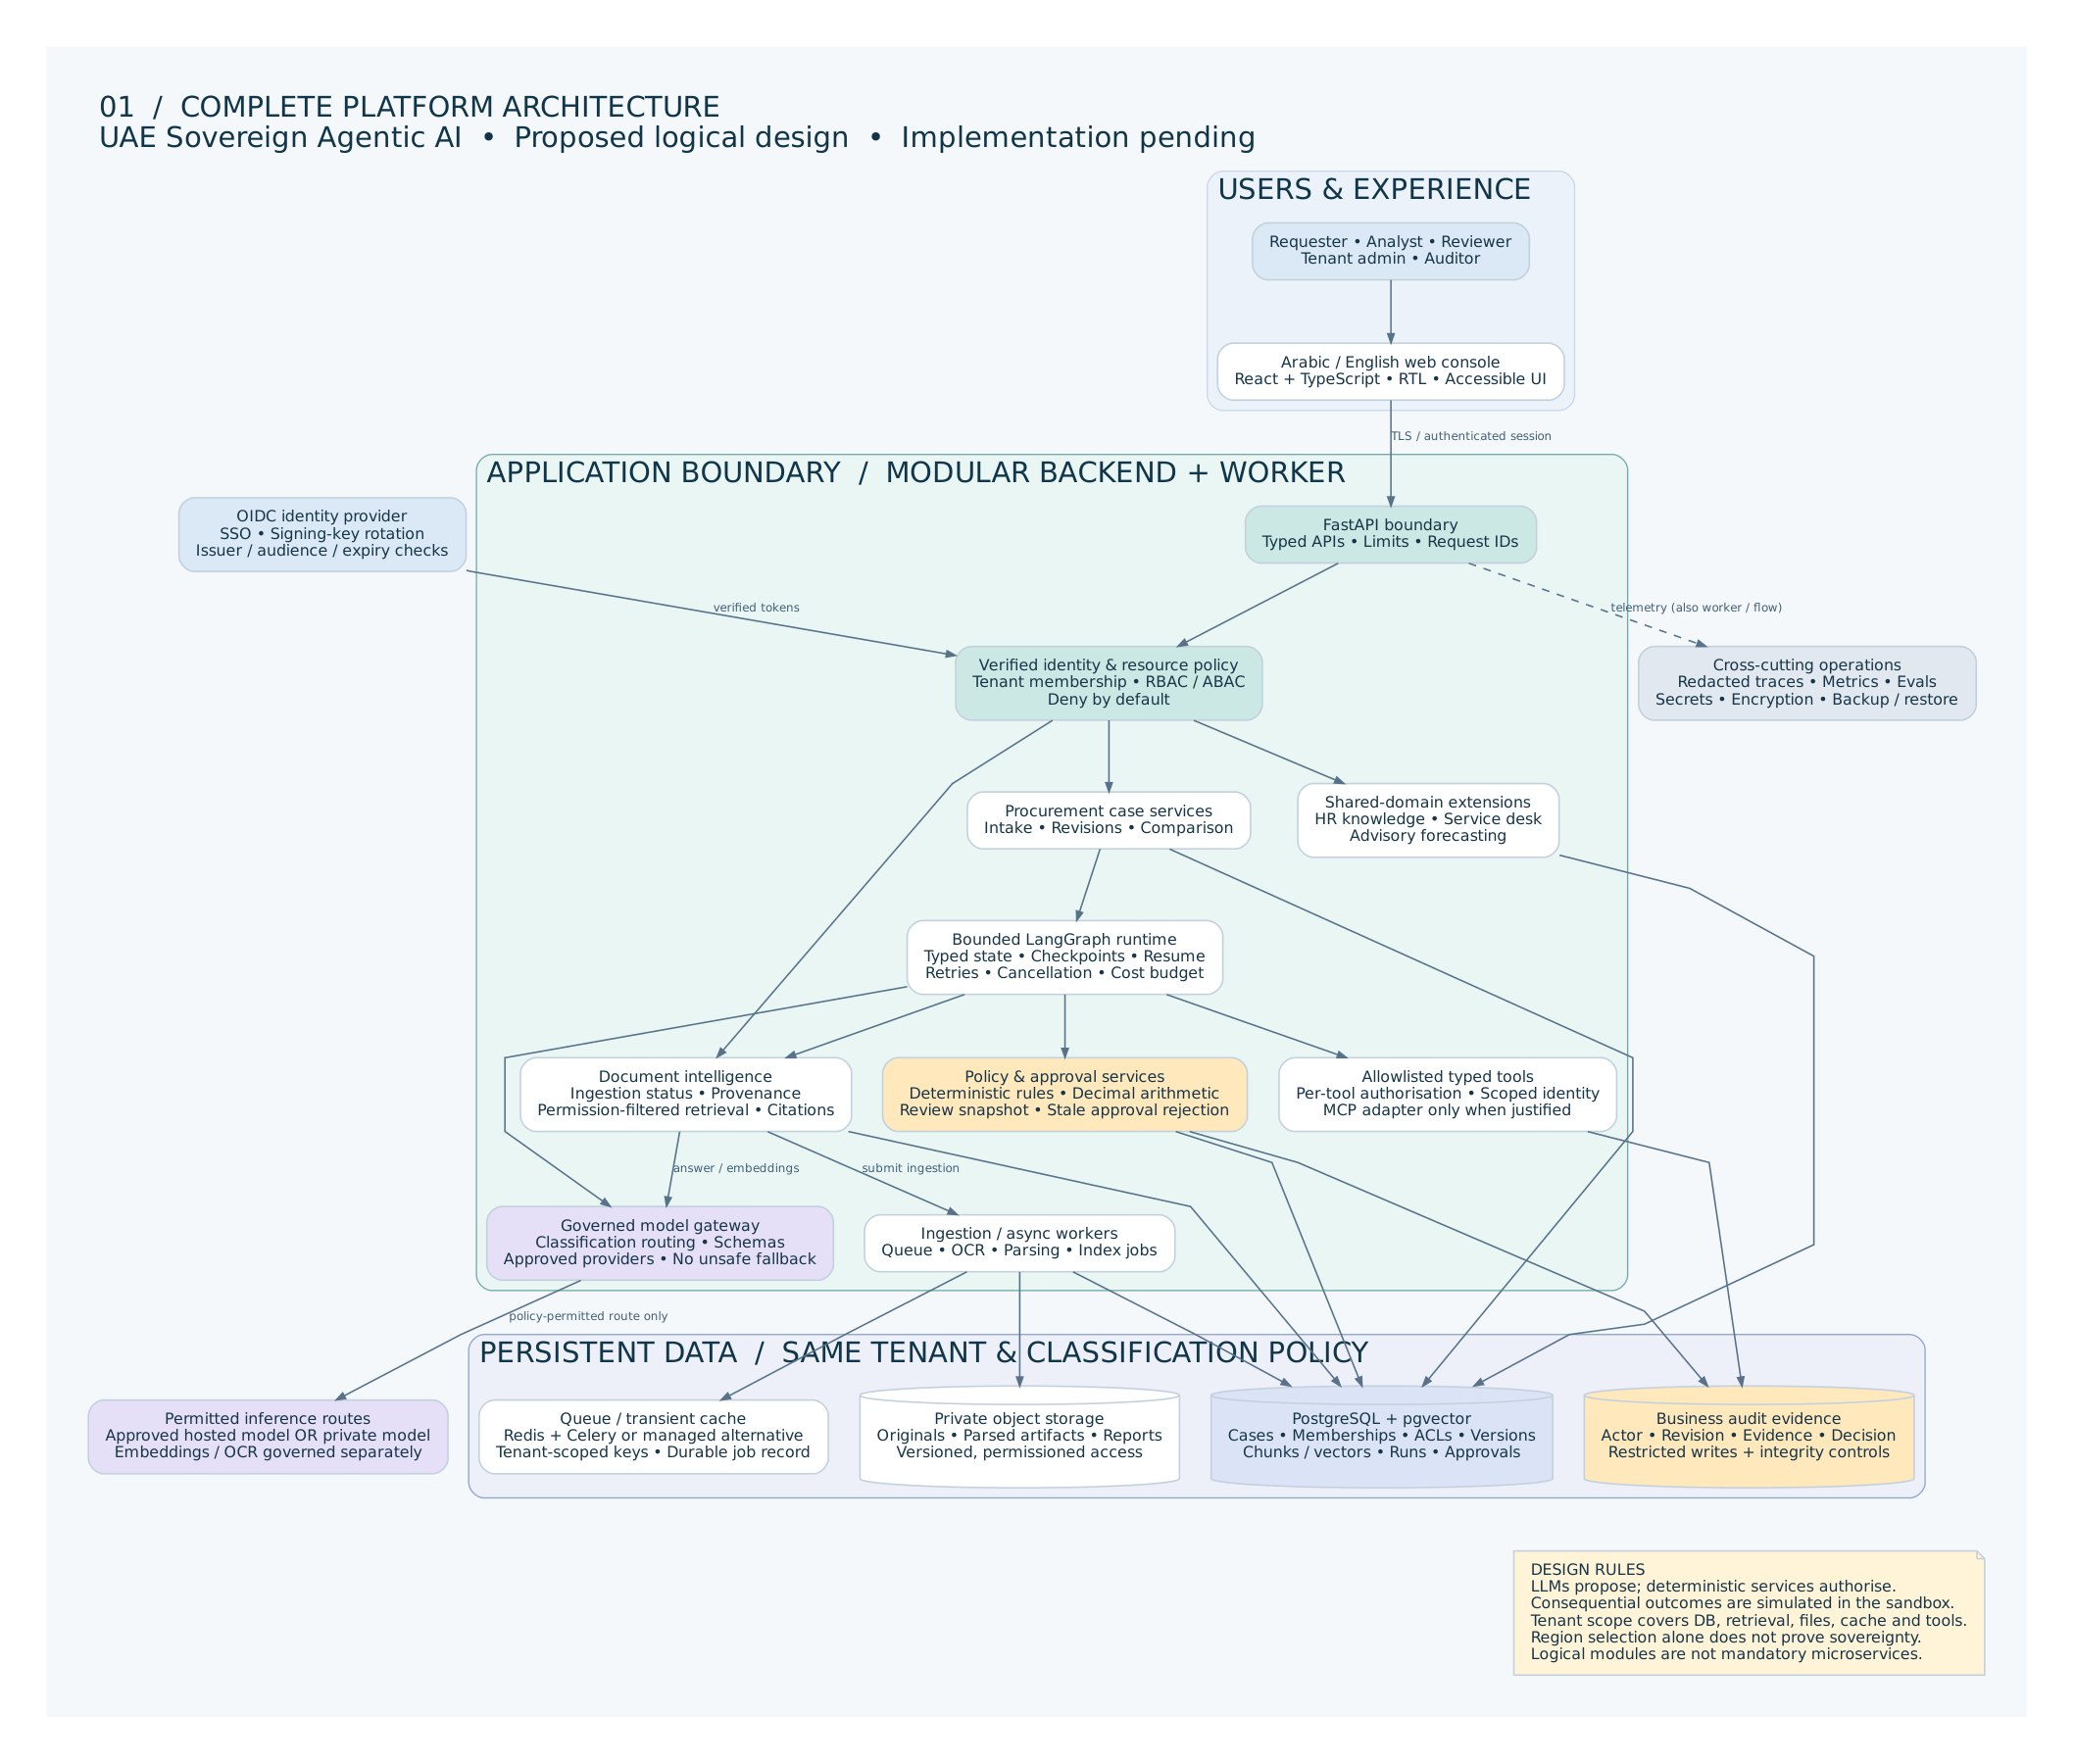 01  /  COMPLETE PLATFORM ARCHITECTURE
UAE Sovereign Agentic AI  •  Proposed logical design  •  Implementation pending
USERS & EXPERIENCE
Requester • Analyst • Reviewer
Tenant admin • Auditor
Arabic / English web console
React + TypeScript • RTL • Accessible UI
TLS / authenticated session
APPLICATION BOUNDARY  /  MODULAR BACKEND + WORKER
OIDC identity provider
SSO • Signing-key rotation
Issuer / audience / expiry checks
FastAPI boundary
Typed APIs • Limits • Request IDs
verified tokens
telemetry (also worker / flow)
Verified identity & resource policy
Tenant membership • RBAC / ABAC
Deny by default
Cross-cutting operations
Redacted traces • Metrics • Evals
Secrets • Encryption • Backup / restore
Procurement case services
Intake • Revisions • Comparison
Shared-domain extensions
HR knowledge • Service desk
Advisory forecasting
Bounded LangGraph runtime
Typed state • Checkpoints • Resume
Retries • Cancellation • Cost budget
Document intelligence
Ingestion status • Provenance
Permission-filtered retrieval • Citations
Policy & approval services
Deterministic rules • Decimal arithmetic
Review snapshot • Stale approval rejection
Allowlisted typed tools
Per-tool authorisation • Scoped identity
MCP adapter only when justified
answer / embeddings
submit ingestion
Governed model gateway
Classification routing • Schemas
Approved providers • No unsafe fallback
Ingestion / async workers
Queue • OCR • Parsing • Index jobs
policy-permitted route only
PERSISTENT DATA  /  SAME TENANT & CLASSIFICATION POLICY
Permitted inference routes
Approved hosted model OR private model
Embeddings / OCR governed separately
Queue / transient cache
Redis + Celery or managed alternative
Tenant-scoped keys • Durable job record
Private object storage
Originals • Parsed artifacts • Reports
Versioned, permissioned access
PostgreSQL + pgvector
Cases • Memberships • ACLs • Versions
Chunks / vectors • Runs • Approvals
Business audit evidence
Actor • Revision • Evidence • Decision
Restricted writes + integrity controls
DESIGN RULES
LLMs propose; deterministic services authorise.
Consequential outcomes are simulated in the sandbox.
Tenant scope covers DB, retrieval, files, cache and tools.
Region selection alone does not prove sovereignty.
Logical modules are not mandatory microservices.